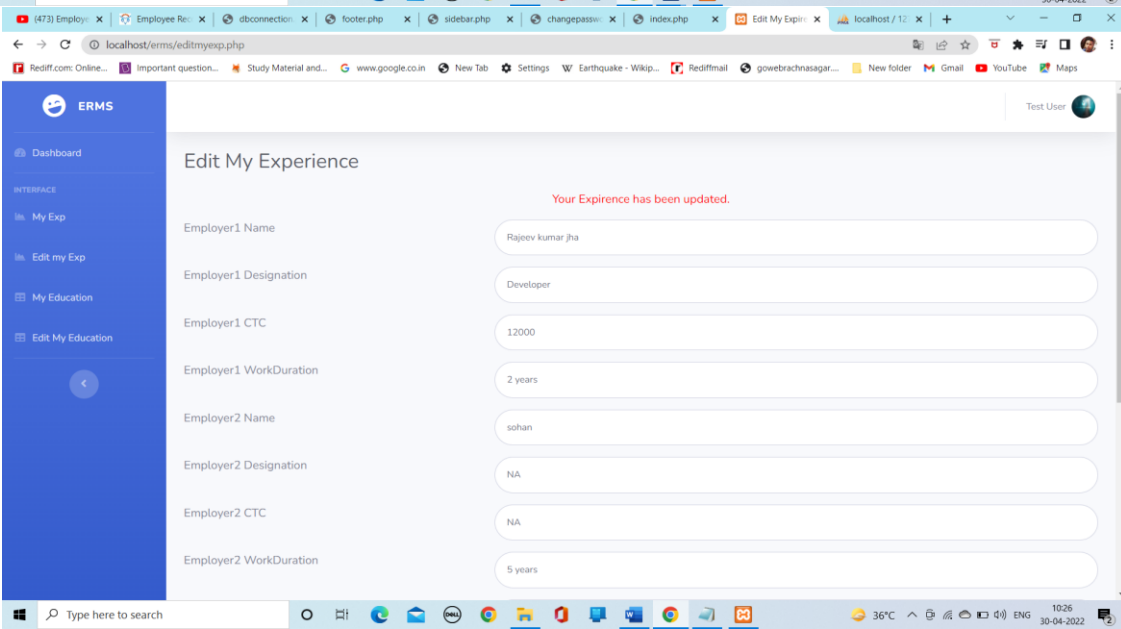 30-04-2022
(473) Employe
Employee Rec
dbconnection.
footer.php
sidebar.php
changepasswo
index.php
Edit My Expire
localhost / 12
localhost/erms/editmyexp.php
Rediff.com: Online...
Important question...
Study Material and...
www.google.co.in
New Tab
Settings
Earthquake - Wikip...
Rediffmail
gowebrachnasagar....
New folder
Gmail
YouTube
Maps
ERMS
Test User
Dashboard
INTERFACE
My Exp
Edit my Exp
My Education
Edit My Education
Edit My Experience
Your Expirence has been updated.
Employer1 Name
Rajeev kumar jha
Employer1 Designation
Developer
Employer1 CTC
12000
Employer1 WorkDuration
2 years
Employer2 Name
sohan
Employer2 Designation
NA
Employer2 CTC
NA
Employer2 WorkDuration
5 years
Type here to search
36°C
ENG
10:26
30-04-2022